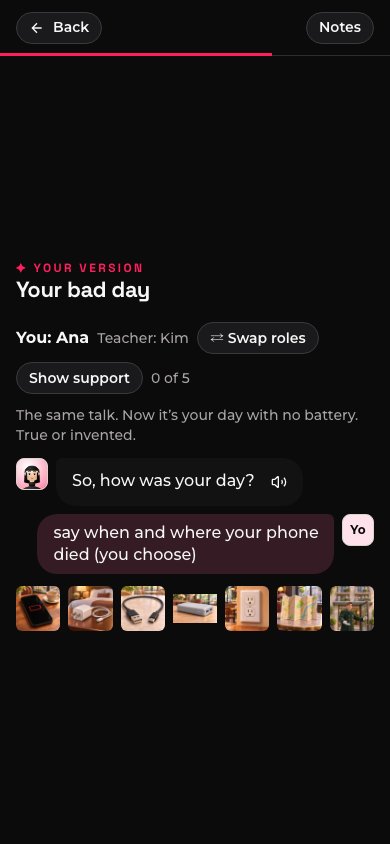 Back
Notes
YOUR VERSION
Your bad day
You: Ana Teacher: Kim Swap roles
Show support 0 of 5
The same talk. Now it's your day with no battery.
True or invented.
So, how was your day?
say when and where your phone
died (you choose)
Yo